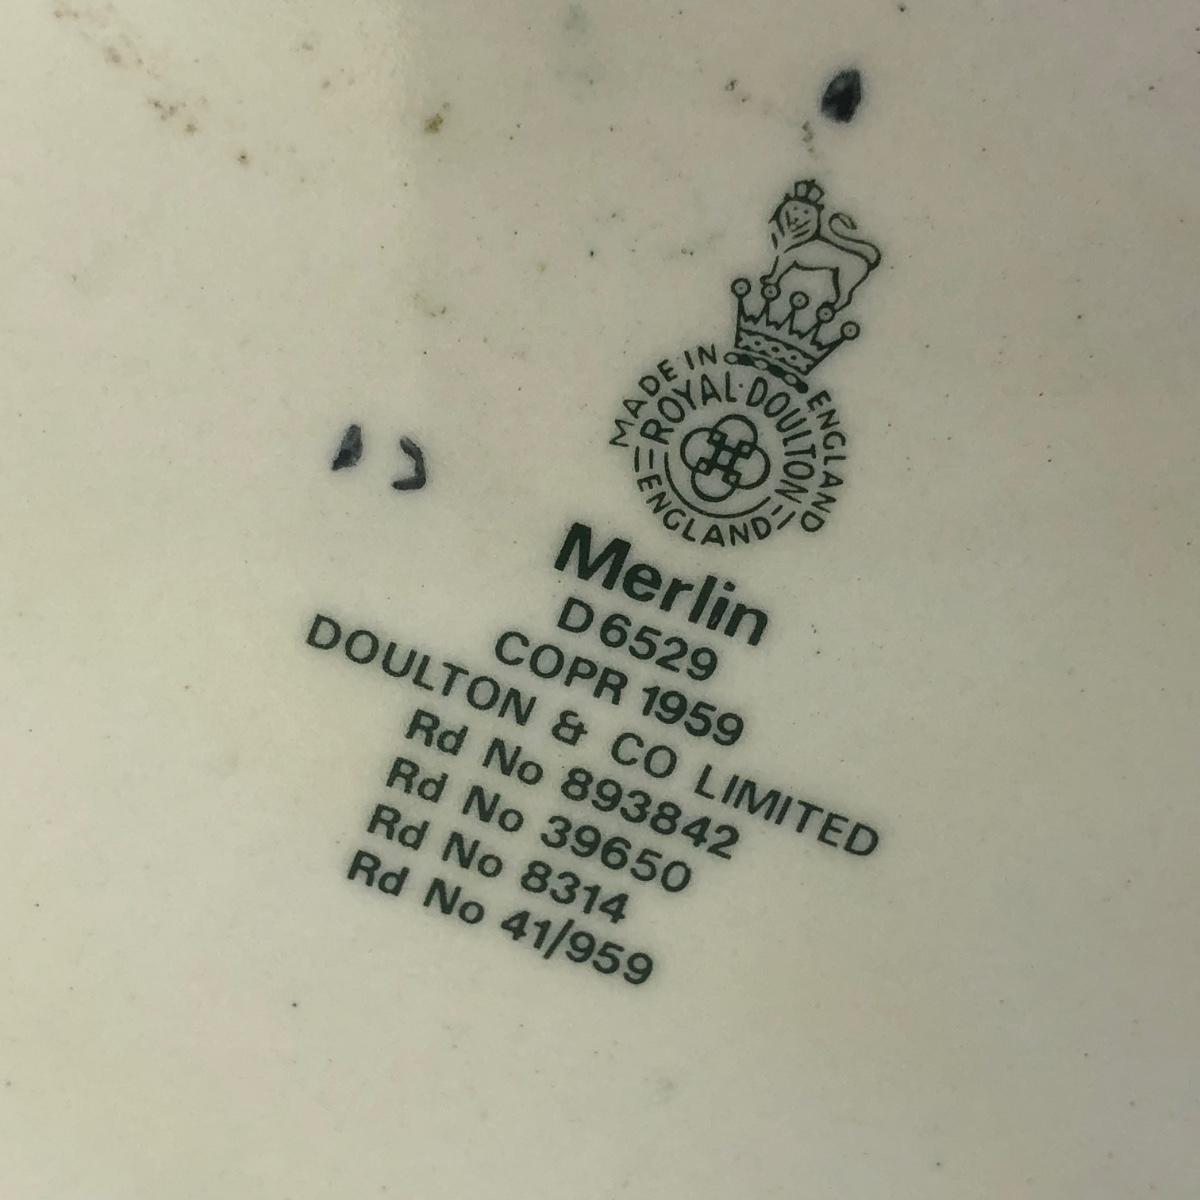 MADE IN ENGLAND
ROYAL·DOULTON
ENGLAND
Merlin
D 6529
COPR 1959
DOULTON & CO LIMITED
Rd No 893842
Rd No 39650
Rd No 8314
Rd No 41/959